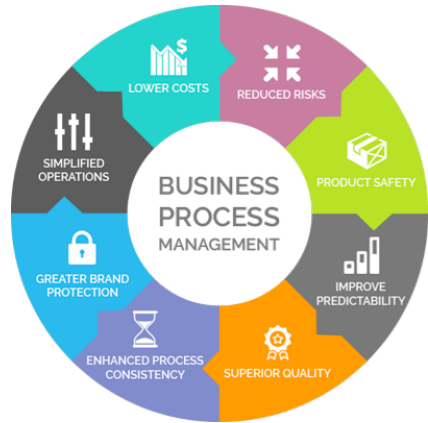 BUSINESS
PROCESS
MANAGEMENT
$
LOWER COSTS
REDUCED RISKS
PRODUCT SAFETY
IMPROVE
PREDICTABILITY
SUPERIOR QUALITY
ENHANCED PROCESS
CONSISTENCY
GREATER BRAND
PROTECTION
SIMPLIFIED
OPERATIONS